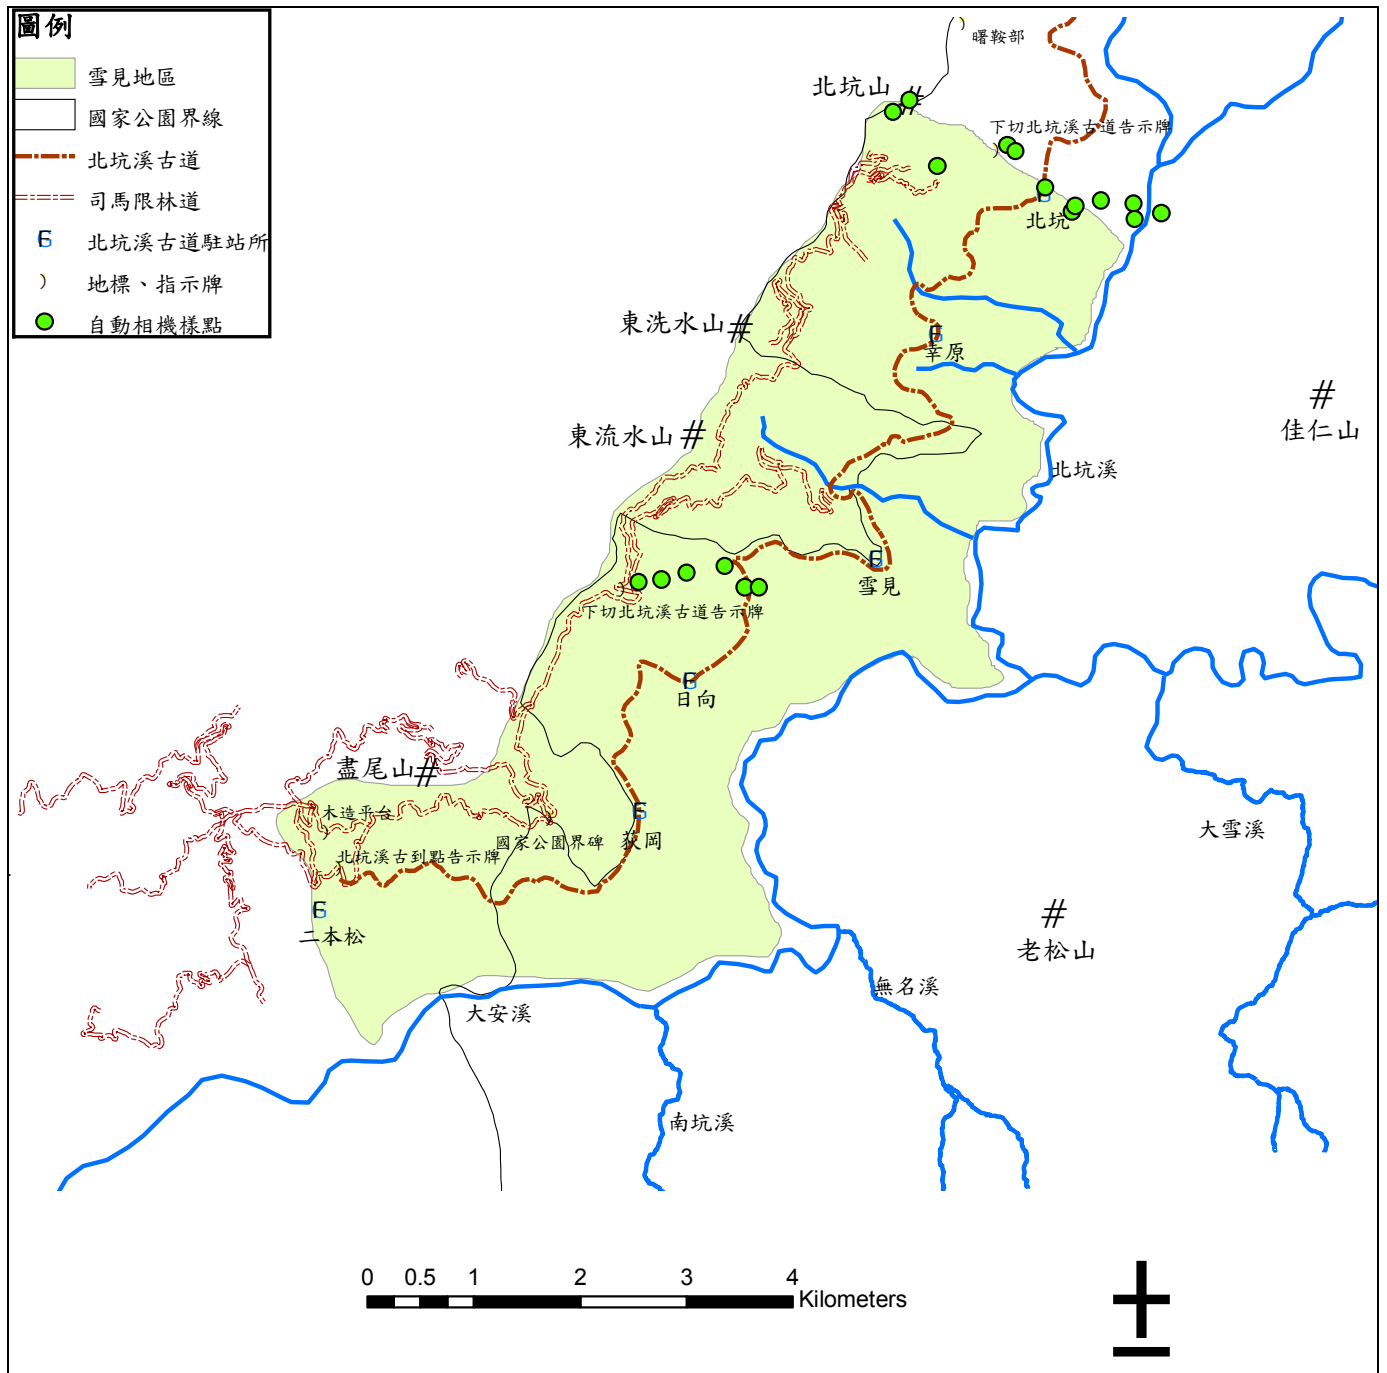 圖例
雪見地區
國家公園界線
北坑溪古道
司馬限林道
北坑溪古道駐站所
地標、指示牌
自動相機樣點
曙鞍部
北坑山
下切北坑溪古道告示牌
北坑
東洗水山
幸原
佳仁山
東流水山
北坑溪
雪見
下切北坑溪古道告示牌
日向
盡尾山
木造平台
國家公園界碑
荻岡
大雪溪
北坑溪古到點告示牌
二本松
老松山
無名溪
大安溪
南坑溪
0 0.5 1 2 3 4
Kilometers